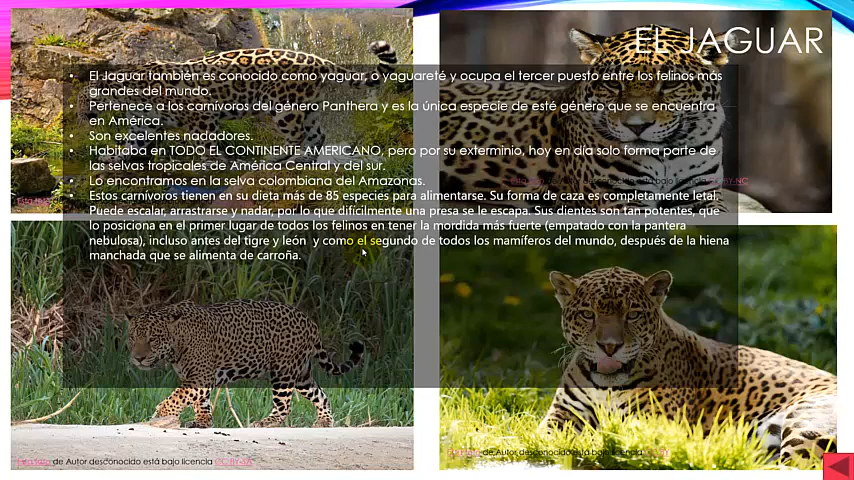 EL JAGUAR
• El Jaguar también es conocido como yaguar, o yaguareté y ocupa el tercer puesto entre los felinos más
grandes del mundo.
• Pertenece a los carnívoros del género Panthera y es la única especie de esté género que se encuentra
en América.
• Son excelentes nadadores.
• Habitaba en TODO EL CONTINENTE AMERICANO, pero por su exterminio, hoy en día solo forma parte de
las selvas tropicales de América Central y del sur.
• Lo encontramos en la selva colombiana del Amazonas.
Estos carnívoros tienen en su dieta más de 85 especies para alimentarse. Su forma de caza es completamente letal.
Puede escalar, arrastrarse y nadar, por lo que difícilmente una presa se le escapa. Sus dientes son tan potentes, que
lo posiciona en el primer lugar de todos los felinos en tener la mordida más fuerte (empatado con la pantera
nebulosa), incluso antes del tigre y león y como el segundo de todos los mamíferos del mundo, después de la hiena
manchada que se alimenta de carroña.
de Autor desconocido está bajo licencia
de Autor desconocido está bajo licencia CC BY-SA